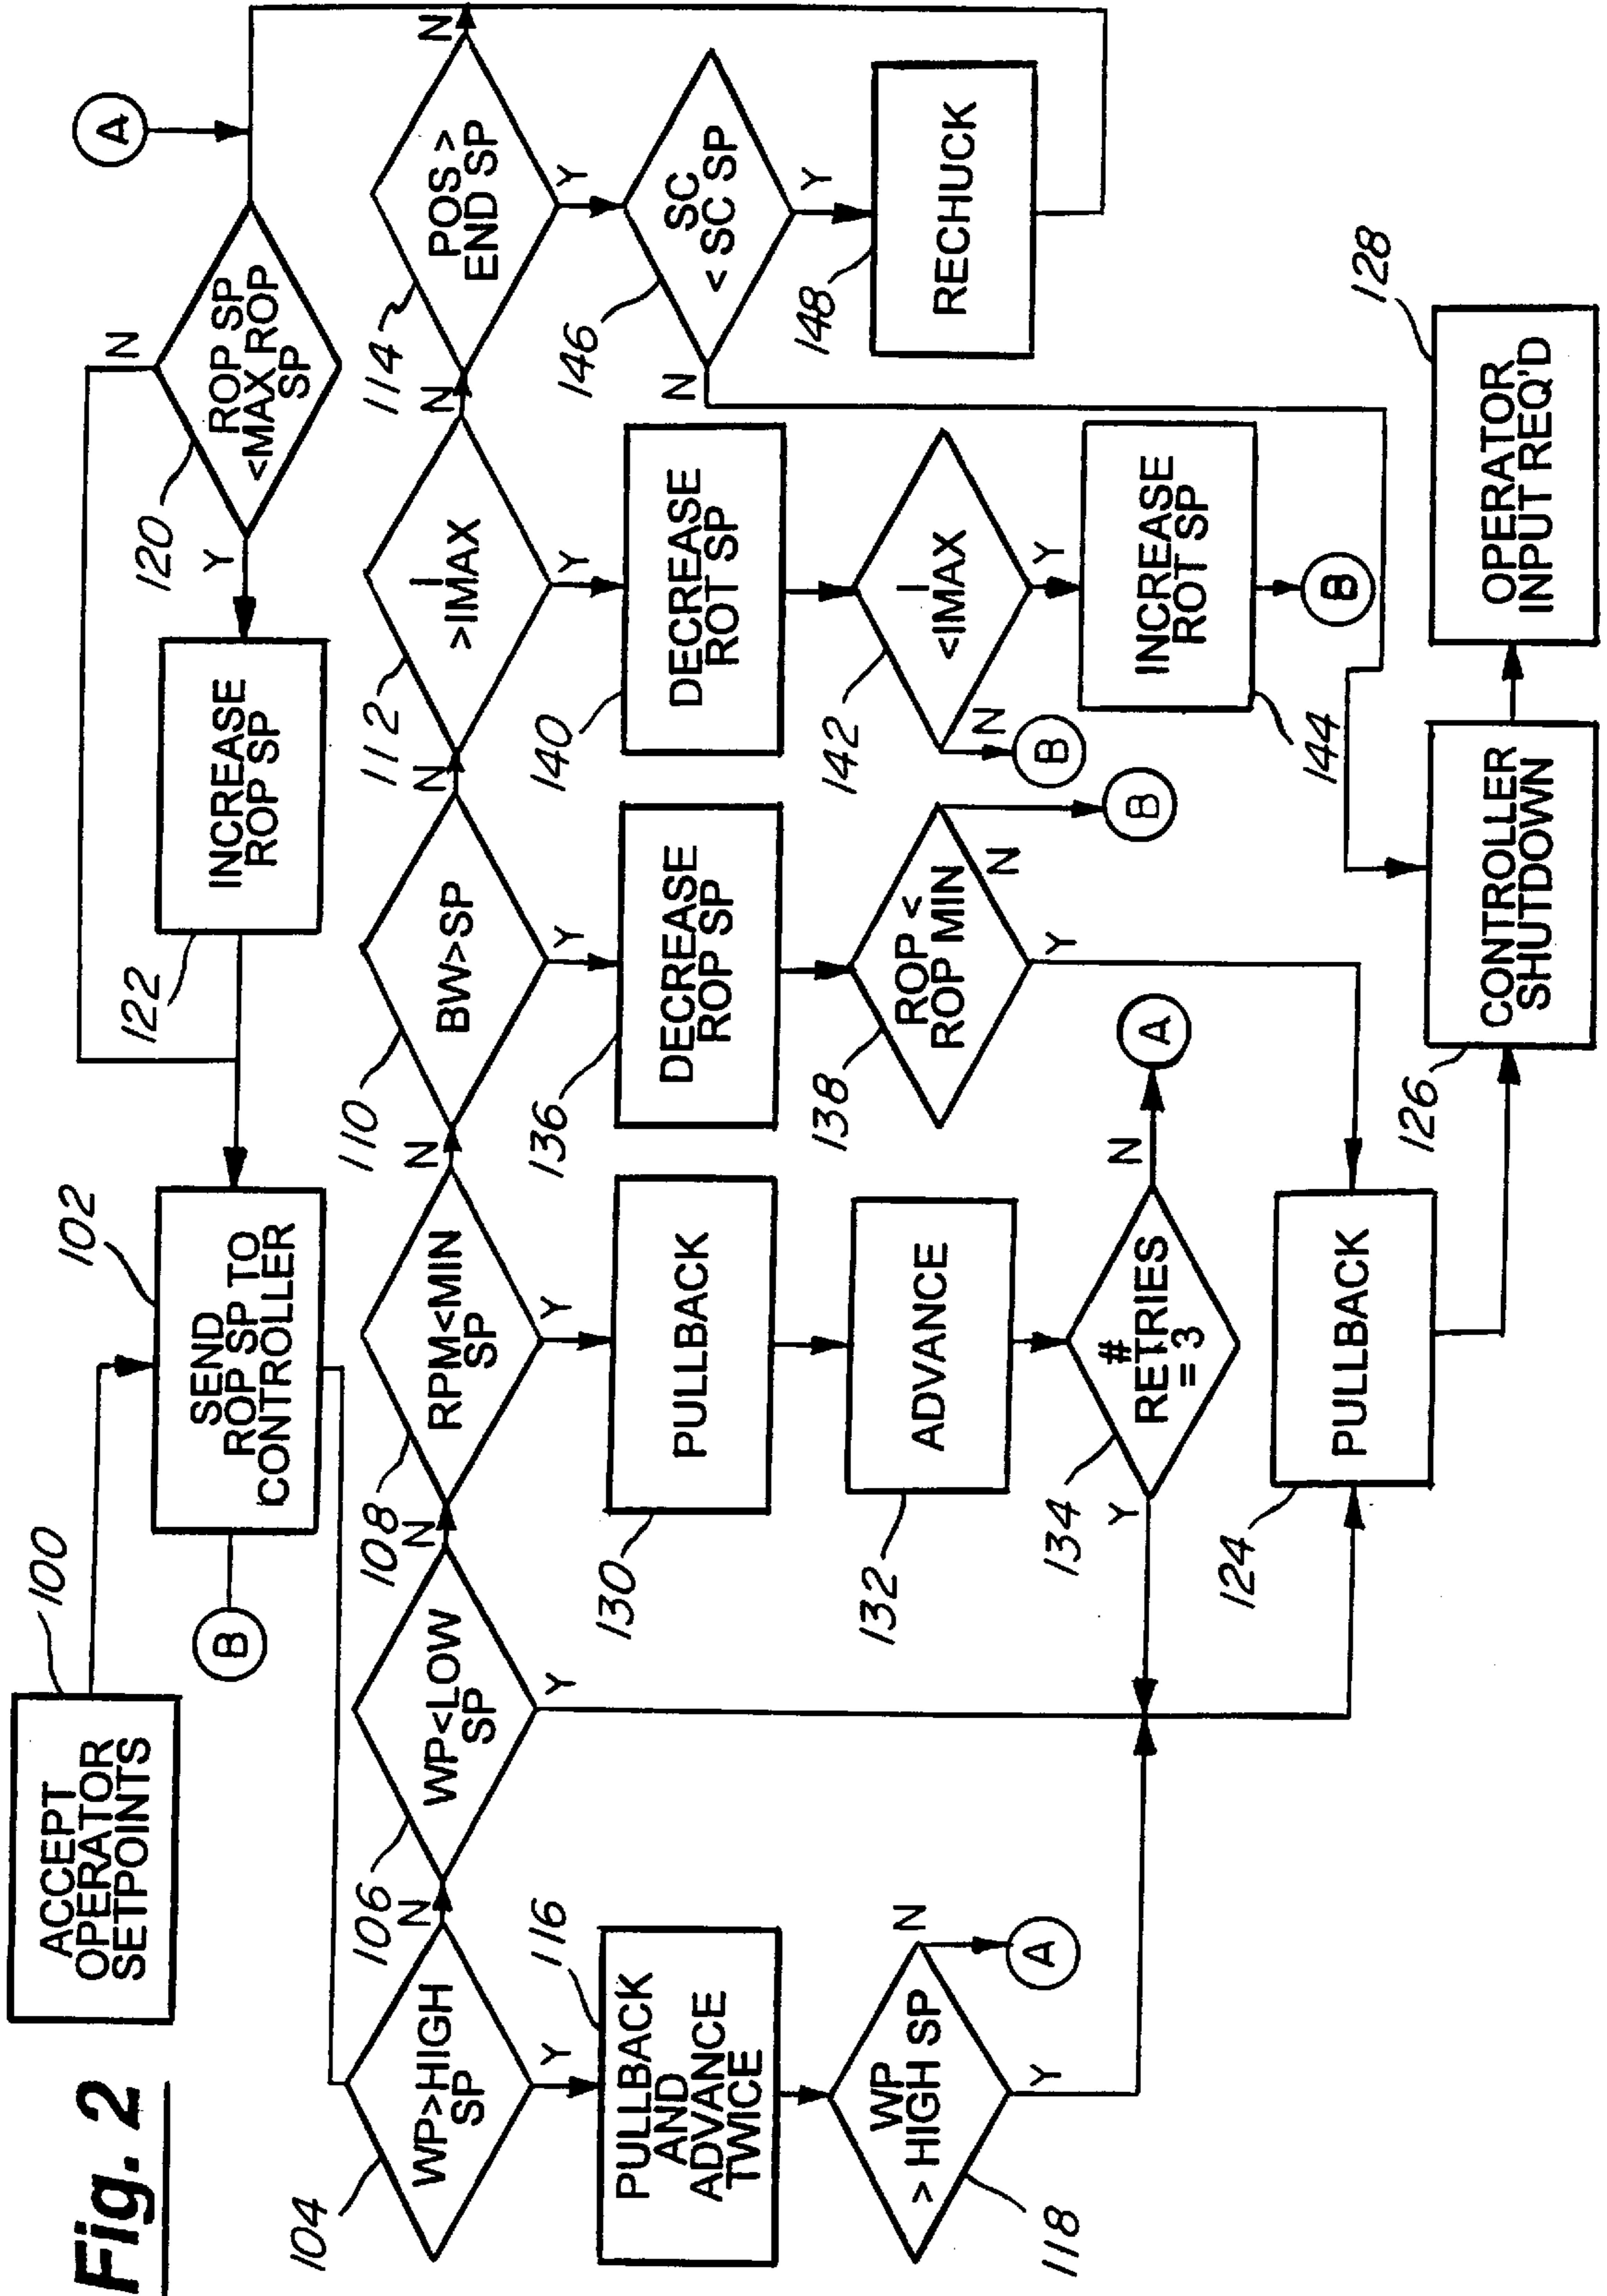 Fig. 2
100
ACCEPT
OPERATOR
SETPOINTS
B
102
SEND
ROP SP TO
CONTROLLER
122
INCREASE
ROP SP
Y
120
ROP SP
<MAX ROP
SP
N
A
104
WP>HIGH
SP
N
Y
106
WP<LOW
SP
N
Y
108
RPM<MIN
SP
N
Y
110
BW>SP
N
Y
112
I
>IMAX
N
Y
114
POS >
END SP
N
Y
116
PULLBACK
AND
ADVANCE
TWICE
130
PULLBACK
136
DECREASE
ROP SP
140
DECREASE
ROT SP
146
SC
< SC SP
N
Y
118
WP
> HIGH SP
N
A
Y
132
ADVANCE
138
ROP <
ROP MIN
N
B
Y
142
I
<IMAX
N
B
Y
148
RECHUCK
134
#
RETRIES
= 3
Y
N
A
144
INCREASE
ROT SP
B
124
PULLBACK
126
CONTROLLER
SHUTDOWN
128
OPERATOR
INPUT REQ'D